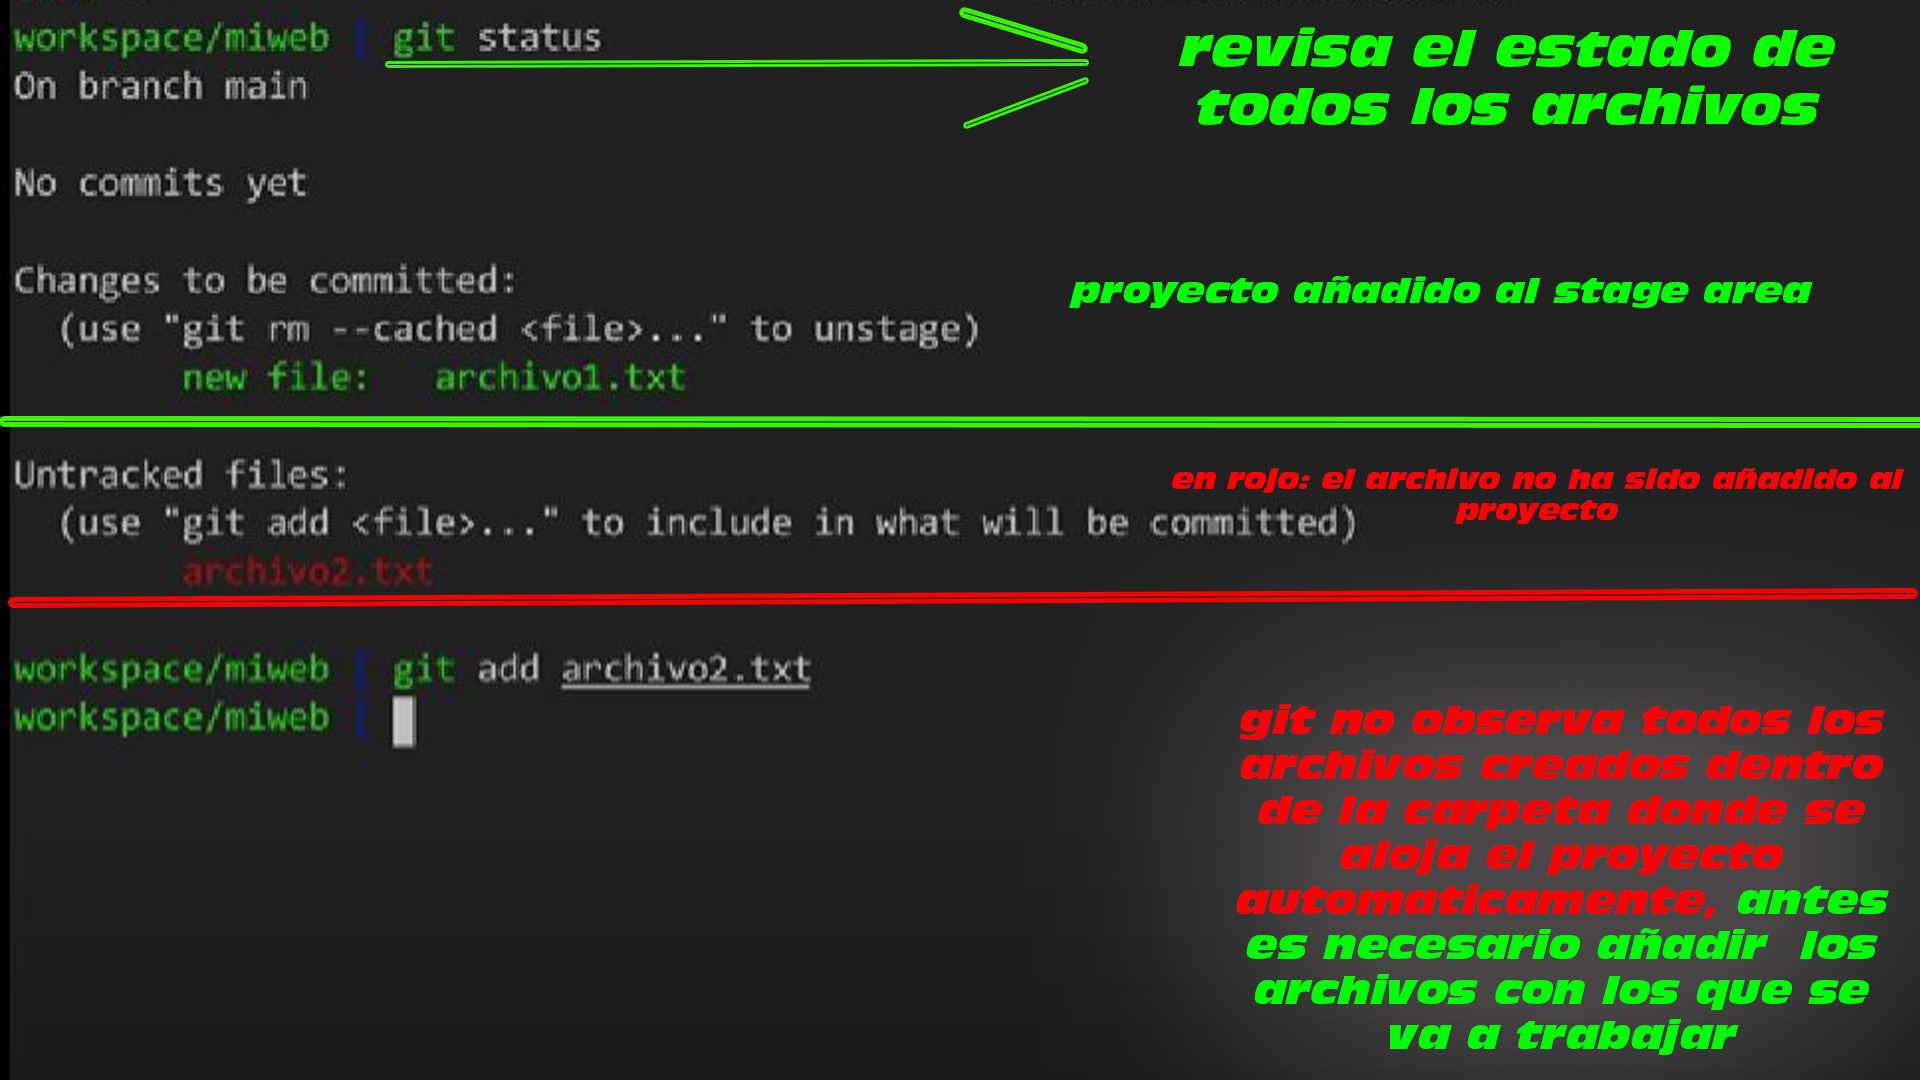 workspace/miweb git status
revisa el estado de
todos los archivos
On branch main
No commits yet
Changes to be committed:
proyecto añadido al stage area
(use "git rm --cached <file>..." to unstage)
new file: archivo1.txt
Untracked files:
en rojo: el archivo no ha sido añadido al
proyecto
(use "git add <file>..." to include in what will be committed)
archivo2.txt
workspace/miweb git add archivo2.txt
workspace/miweb
git no observa todos los
archivos creados dentro
de la carpeta donde se
aloja el proyecto
automaticamente, antes
es necesario añadir los
archivos con los que se
va a trabajar